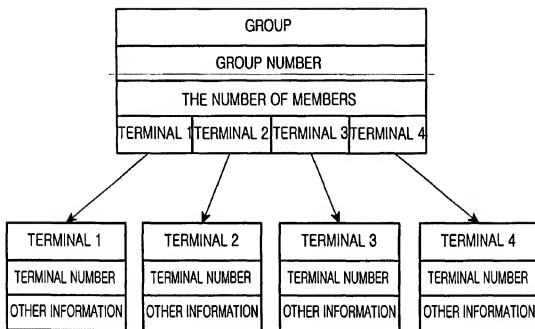 GROUP
GROUP NUMBER
THE NUMBER OF MEMBERS
TERMINAL 1 TERMINAL 2 TERMINAL 3 TERMINAL 4
TERMINAL 1 TERMINAL 2 TERMINAL 3 TERMINAL 4
TERMINAL NUMBER TERMINAL NUMBER TERMINAL NUMBER TERMINAL NUMBER
OTHER INFORMATION OTHER INFORMATION OTHER INFORMATION OTHER INFORMATION